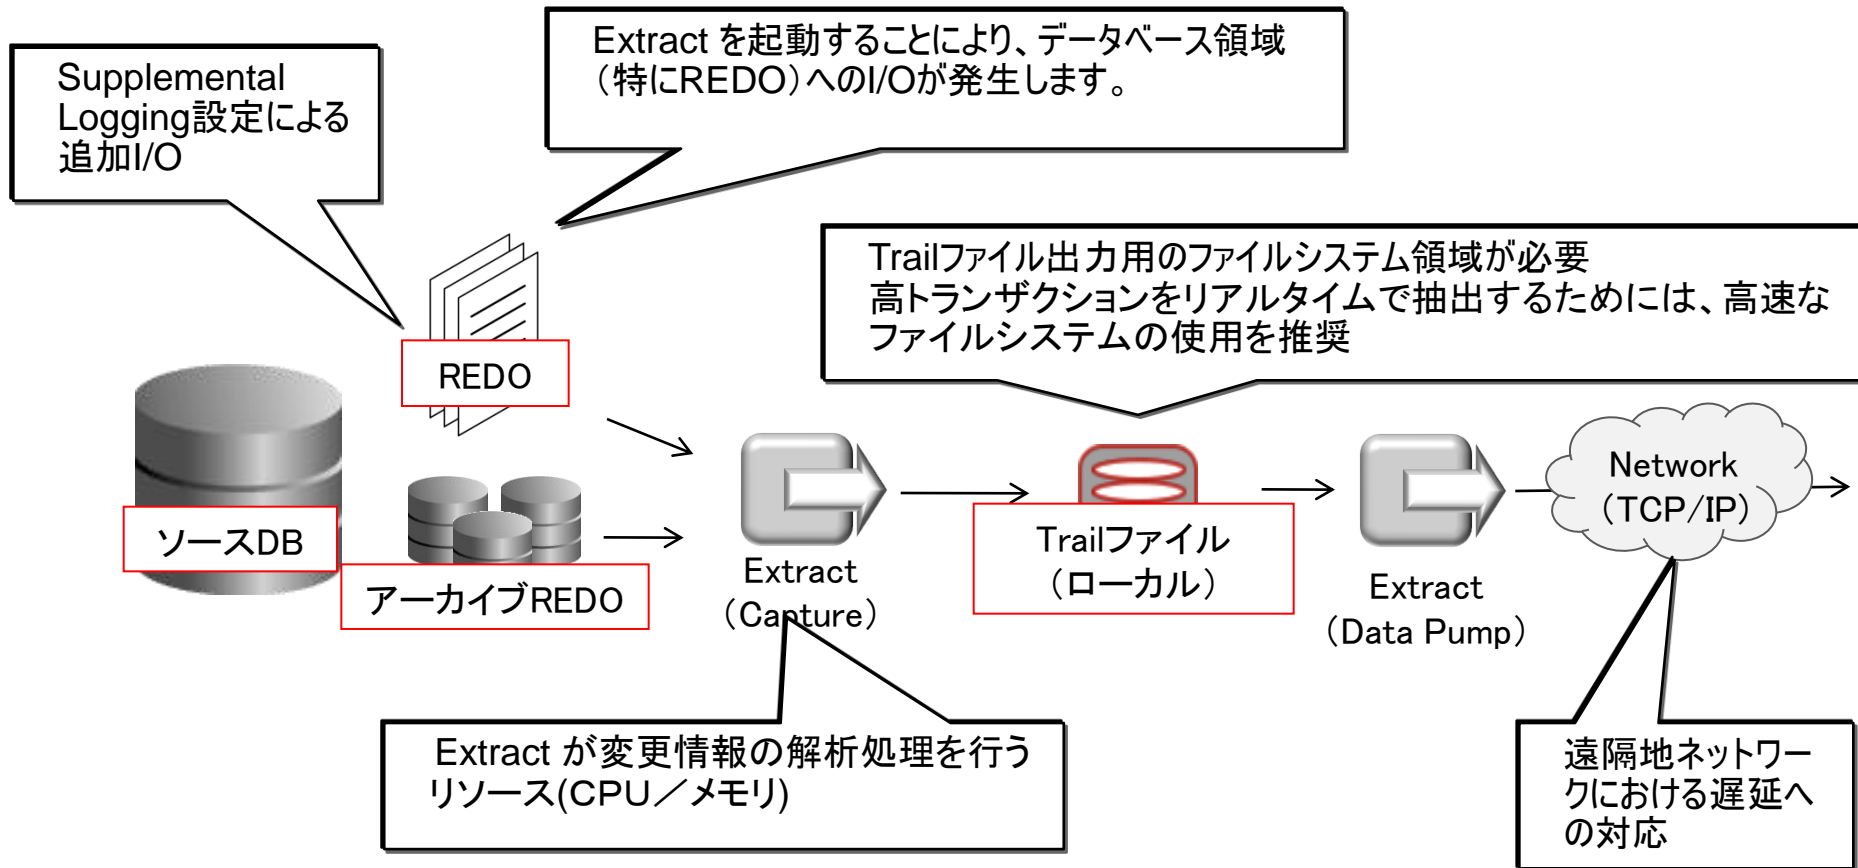 Extract を起動することにより、データベース領域
（特にREDO）へのI/Oが発生します。
Supplemental
Logging設定による
追加I/O
Trailファイル出力用のファイルシステム領域が必要
高トランザクションをリアルタイムで抽出するためには、高速な
ファイルシステムの使用を推奨
REDO
ソースDB
アーカイブREDO
Extract
（Capture）
Trailファイル
（ローカル）
Extract
（Data Pump）
Network
（TCP/IP）
Extract が変更情報の解析処理を行う
リソース(CPU／メモリ)
遠隔地ネットワー
クにおける遅延へ
の対応